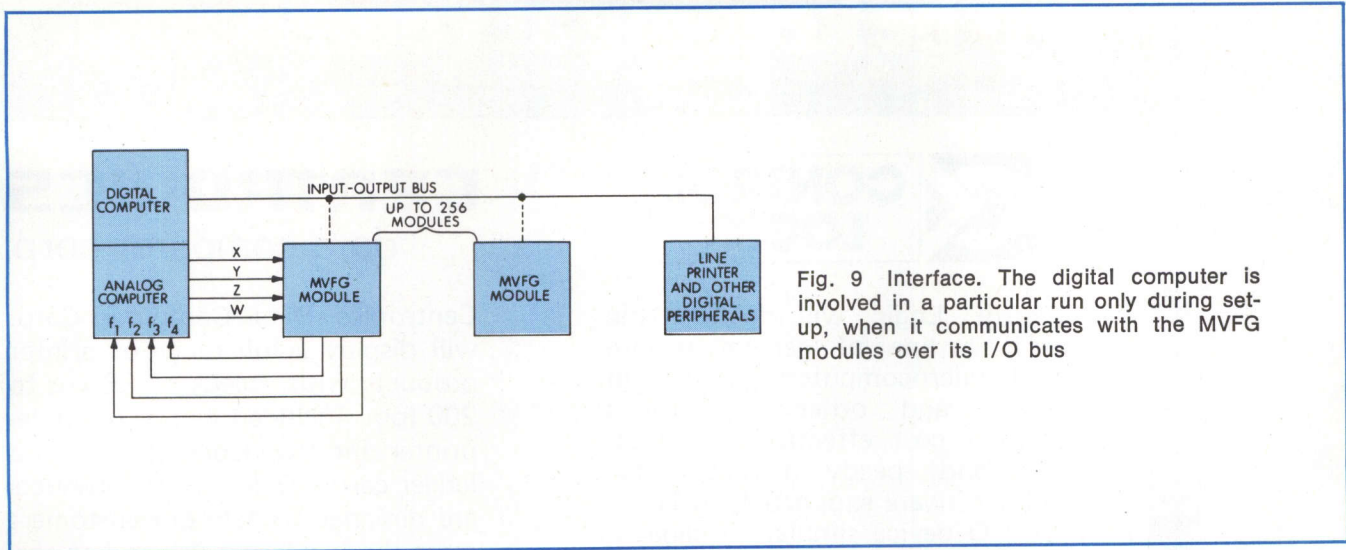 DIGITAL
COMPUTER
INPUT-OUTPUT BUS
UP TO 256
MODULES
X
Y
Z
W
ANALOG
COMPUTER
f1 f2 f3 f4
MVFG
MODULE
MVFG
MODULE
LINE
PRINTER
AND OTHER
DIGITAL
PERIPHERALS
Fig. 9 Interface. The digital computer is
involved in a particular run only during set-
up, when it communicates with the MVFG
modules over its I/O bus